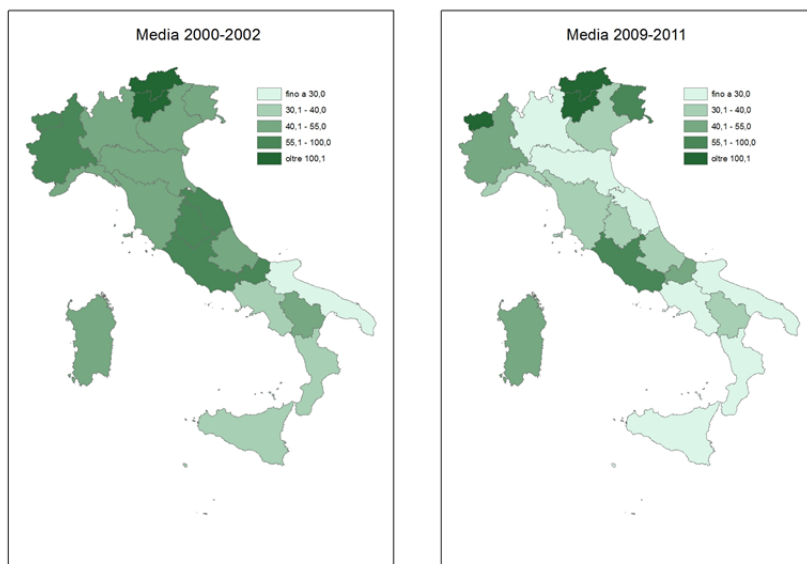 Media 2000-2002
fino a 30,0
30,1 - 40,0
40,1 - 55,0
55,1 - 100,0
oltre 100,1
Media 2009-2011
fino a 30,0
30,1 - 40,0
40,1 - 55,0
55,1 - 100,0
oltre 100,1